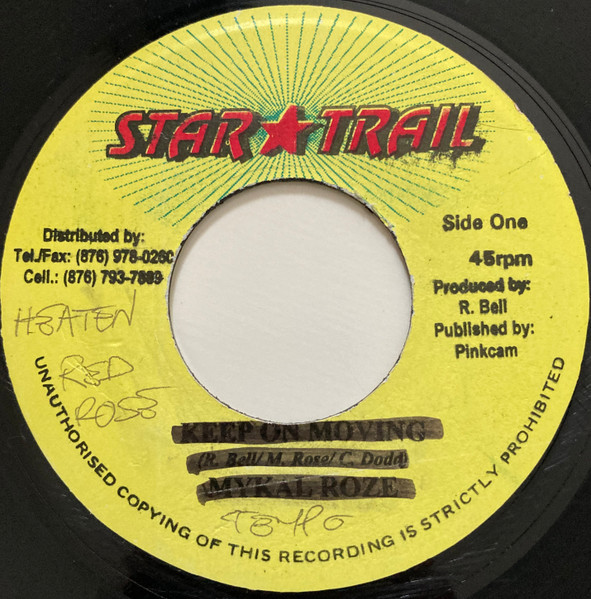 STAR TRAIL
Side One
45rpm
Produced by:
R. Bell
Published by:
Pinkcam
Distributed by:
Tel./Fax: (876) 978-0260
Cell.: (876) 793-7689
HEATEN
RED
ROSE
KEEP ON MOVING
(R. Bell/ M. Rose/ C. Dodd)
MYKAL ROZE
TEMPO
UNAUTHORISED COPYING OF THIS RECORDING IS STRICTLY PROHIBITED